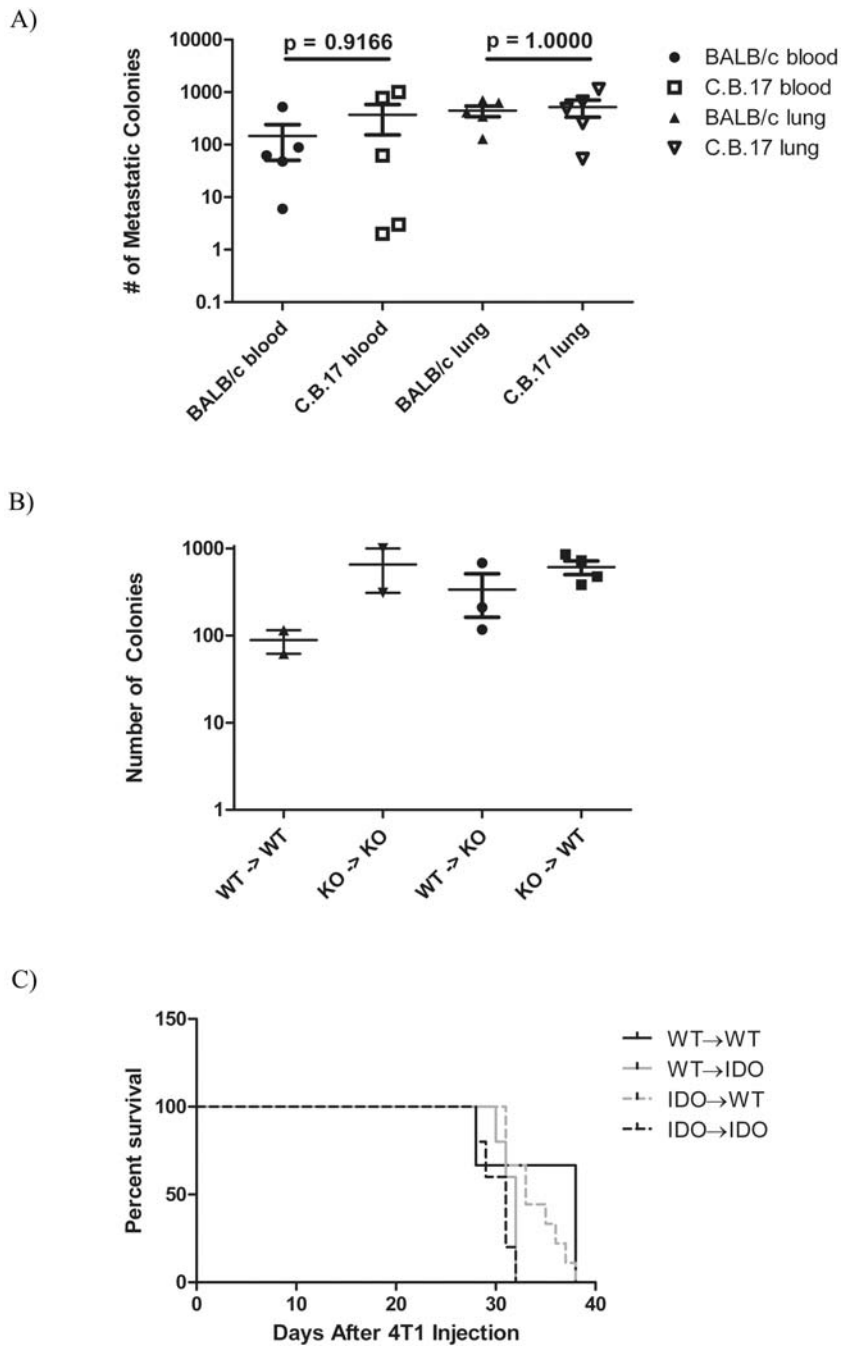 A)
p = 0.9166
p = 1.0000
# of Metastatic Colonies
10000
1000
100
10
1
0.1
BALB/c blood
C.B.17 blood
BALB/c lung
C.B.17 lung
BALB/c blood
C.B.17 blood
BALB/c lung
C.B.17 lung
B)
Number of Colonies
1000
100
10
1
WT -> WT
KO -> KO
WT -> KO
KO -> WT
C)
Percent survival
150
100
50
0
0
10
20
30
40
Days After 4T1 Injection
WT→WT
WT→IDO
IDO→WT
IDO→IDO